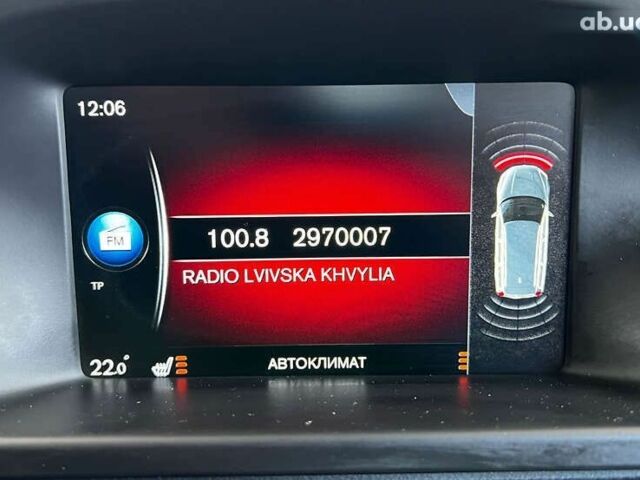 ab.ua
12:06
FM
100.8 2970007
TP
RADIO LVIVSKA KHVYLIA
22.0
АВТОКЛИМАТ